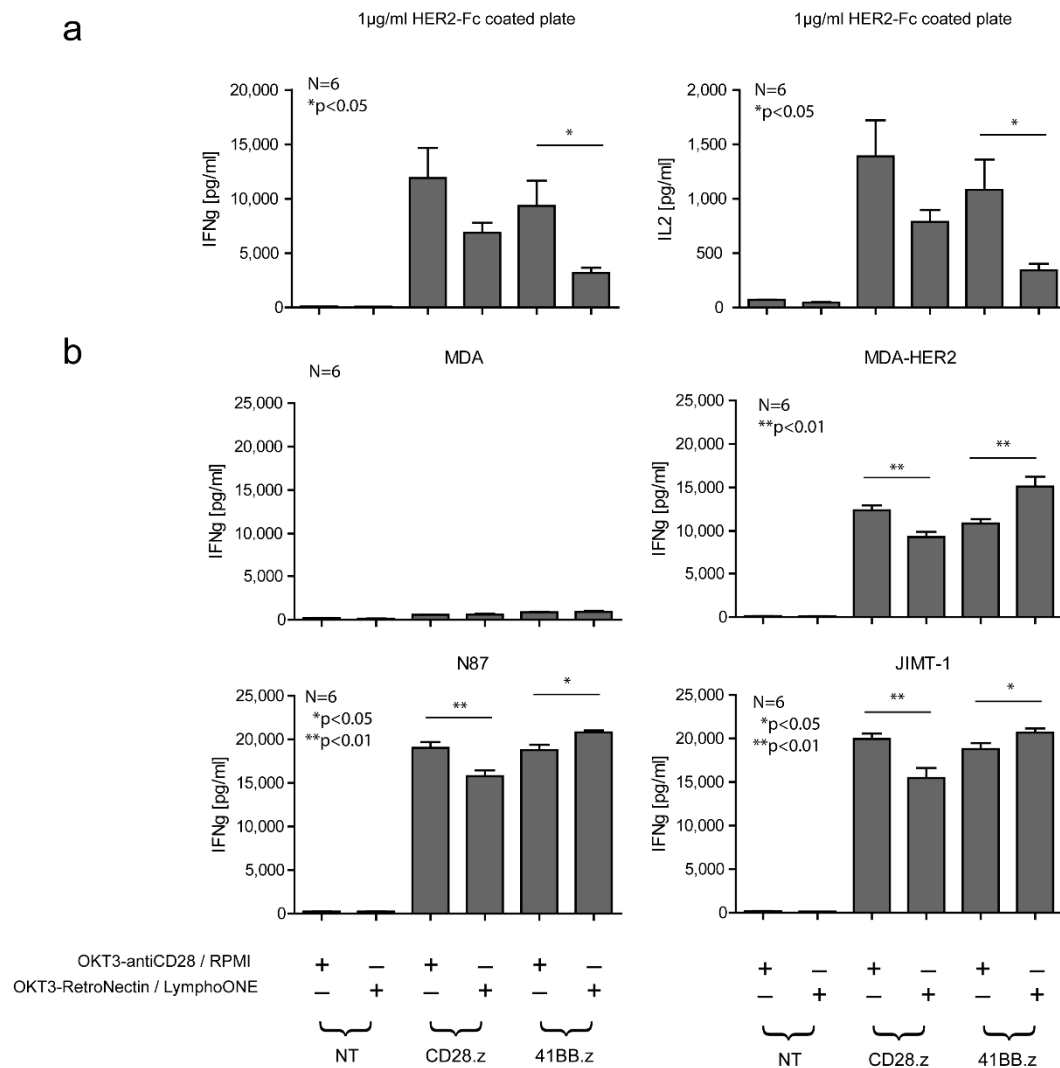 a
1µg/ml HER2-Fc coated plate
1µg/ml HER2-Fc coated plate
N=6
*p<0.05
20,000
15,000
10,000
5,000
0
IFNg [pg/ml]
*
N=6
*p<0.05
2,000
1,500
1,000
500
0
IL2 [pg/ml]
*
b
MDA
N=6
25,000
20,000
15,000
10,000
5,000
0
IFNg [pg/ml]
MDA-HER2
N=6
**p<0.01
25,000
20,000
15,000
10,000
5,000
0
IFNg [pg/ml]
**
**
N87
N=6
*p<0.05
**p<0.01
25,000
20,000
15,000
10,000
5,000
0
IFNg [pg/ml]
**
*
JIMT-1
N=6
*p<0.05
**p<0.01
25,000
20,000
15,000
10,000
5,000
0
IFNg [pg/ml]
**
*
OKT3-antiCD28 / RPMI + – + – + – + – + – + –
OKT3-RetroNectin / LymphoONE – + – + – + – + – + – +
NT CD28.z 41BB.z NT CD28.z 41BB.z